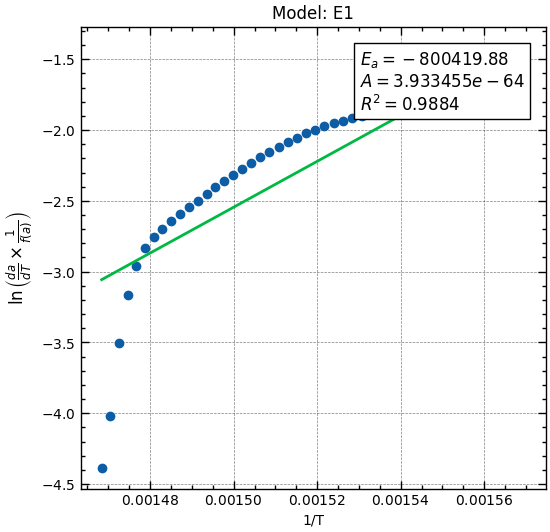 Model: E1
E_a = −800419.88
A = 3.933455e − 64
R^2 = 0.9884
ln(da/dT × 1/f(a))
−1.5
−2.0
−2.5
−3.0
−3.5
−4.0
−4.5
0.00148 0.00150 0.00152 0.00154 0.00156
1/T